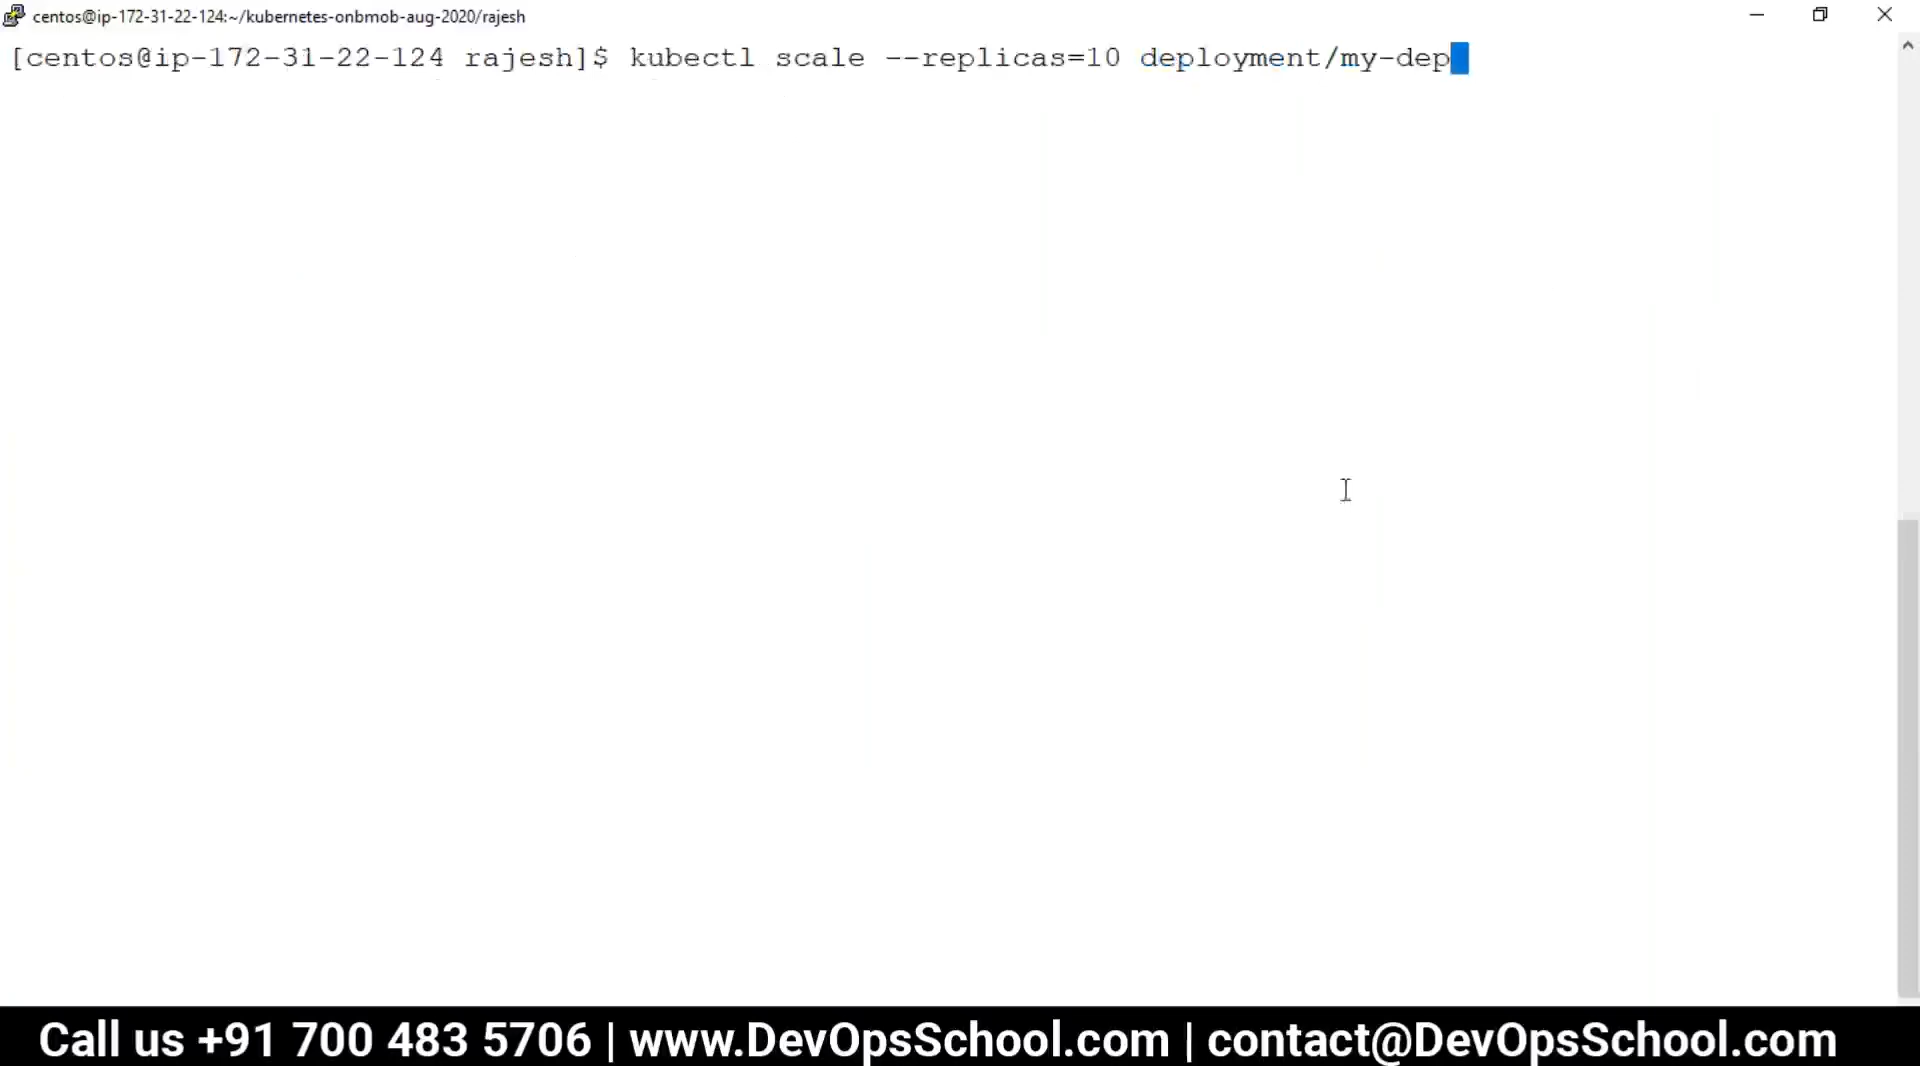 centos@ip-172-31-22-124:~/kubernetes-onbmob-aug-2020/rajesh
[centos@ip-172-31-22-124 rajesh]$ kubectl scale --replicas=10 deployment/my-dep
Call us +91 700 483 5706 | www.DevOpsSchool.com | contact@DevOpsSchool.com